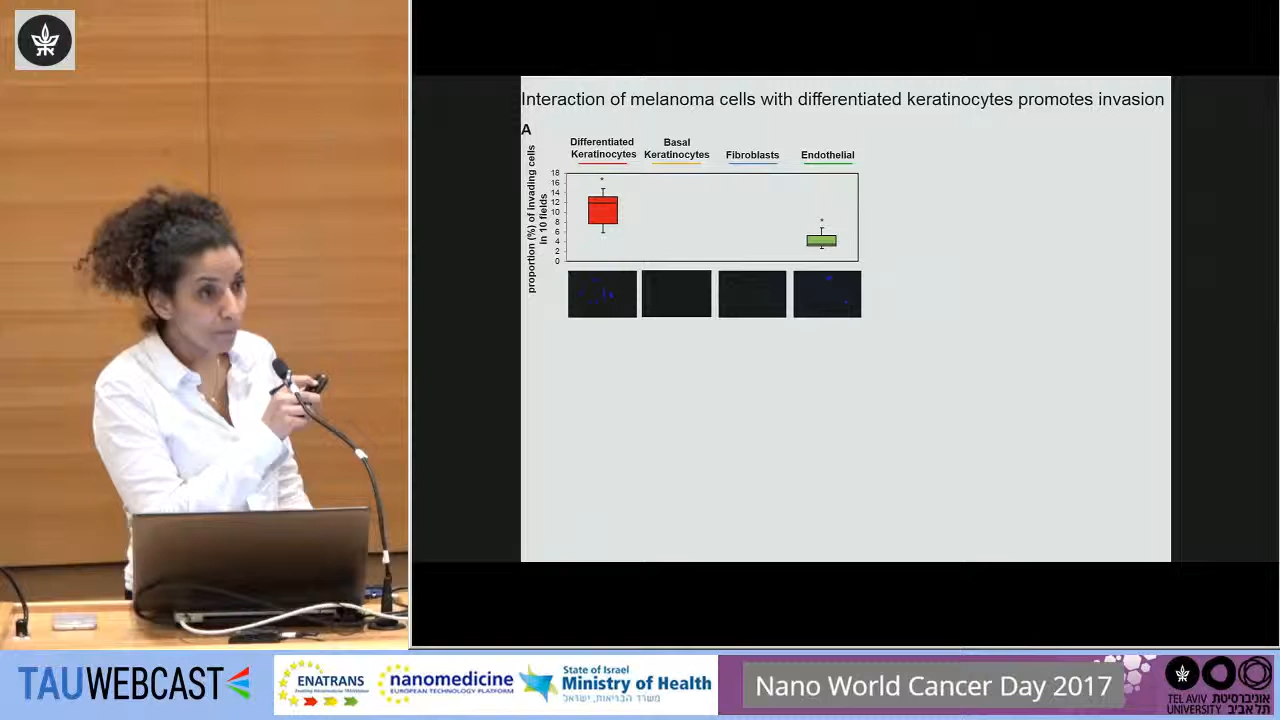 את
Interaction of melanoma cells with differentiated keratinocytes promotes invasion
A
Differentiated
Keratinocytes
Basal
Keratinocytes
Fibroblasts
Endothelial
proportion (%) of invading cells
in 10 fields
18
16
14
12
10
8
6
4
2
0
*
*
TAUWEBCAST
ENATRANS
nanomedicine
EUROPEAN TECHNOLOGY PLATFORM
State of Israel
Ministry of Health
משרד הבריאות, ישראל
Nano World Cancer Day 2017
TEL AVIV
UNIVERSITY
אוניברסיטת
תל אביב